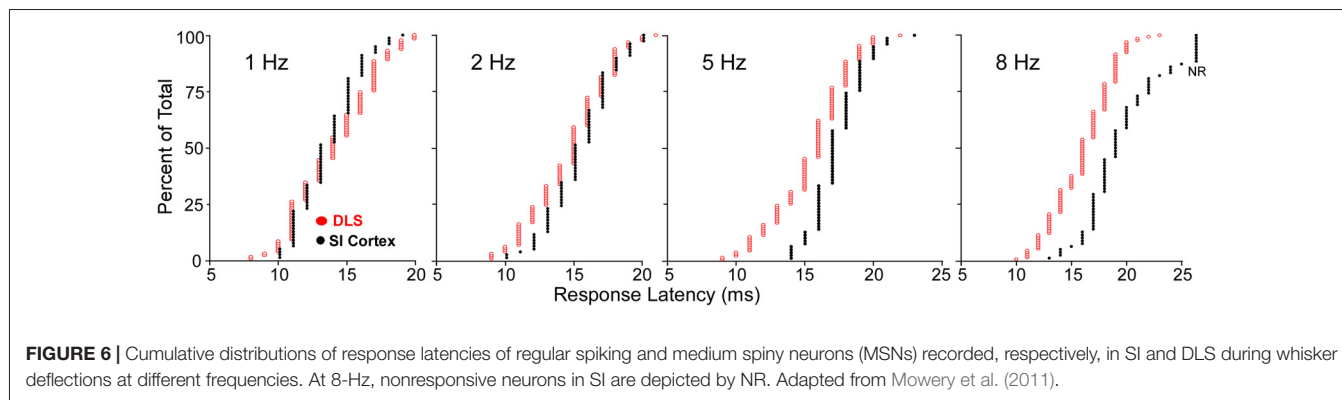 100
75
50
25
0
Percent of Total
1 Hz
DLS
SI Cortex
5 10 15 20
2 Hz
5 10 15 20
5 Hz
5 10 15 20 25
8 Hz
NR
5 10 15 20 25
Response Latency (ms)
FIGURE 6 | Cumulative distributions of response latencies of regular spiking and medium spiny neurons (MSNs) recorded, respectively, in SI and DLS during whisker
deflections at different frequencies. At 8-Hz, nonresponsive neurons in SI are depicted by NR. Adapted from Mowery et al. (2011).